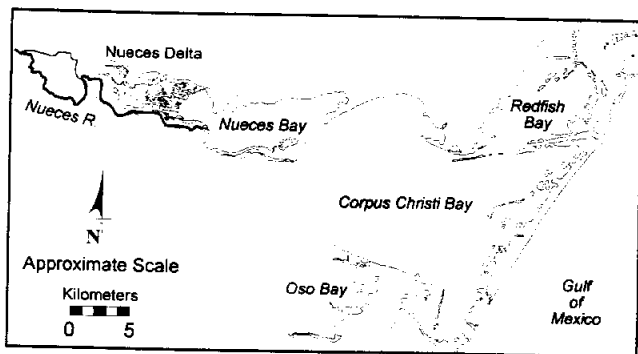 Nueces Delta
Nueces R.
Nueces Bay
Redfish
Bay
Corpus Christi Bay
N
Approximate Scale
Kilometers
0 5
Oso Bay
Gulf
of
Mexico